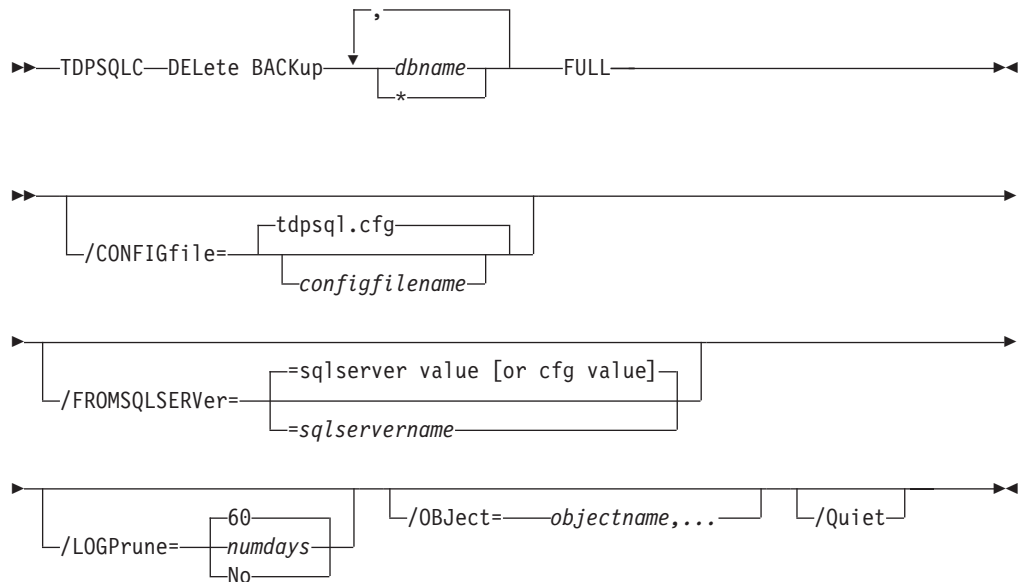 ,
TDPSQLC DELete BACKup dbname FULL
*
tdpsql.cfg
/CONFIGfile=
configfilename
=sqlserver value [or cfg value]
/FROMSQLSERVer=
=sqlservername
60
/LOGPrune= numdays /OBJect= objectname,... /Quiet
No